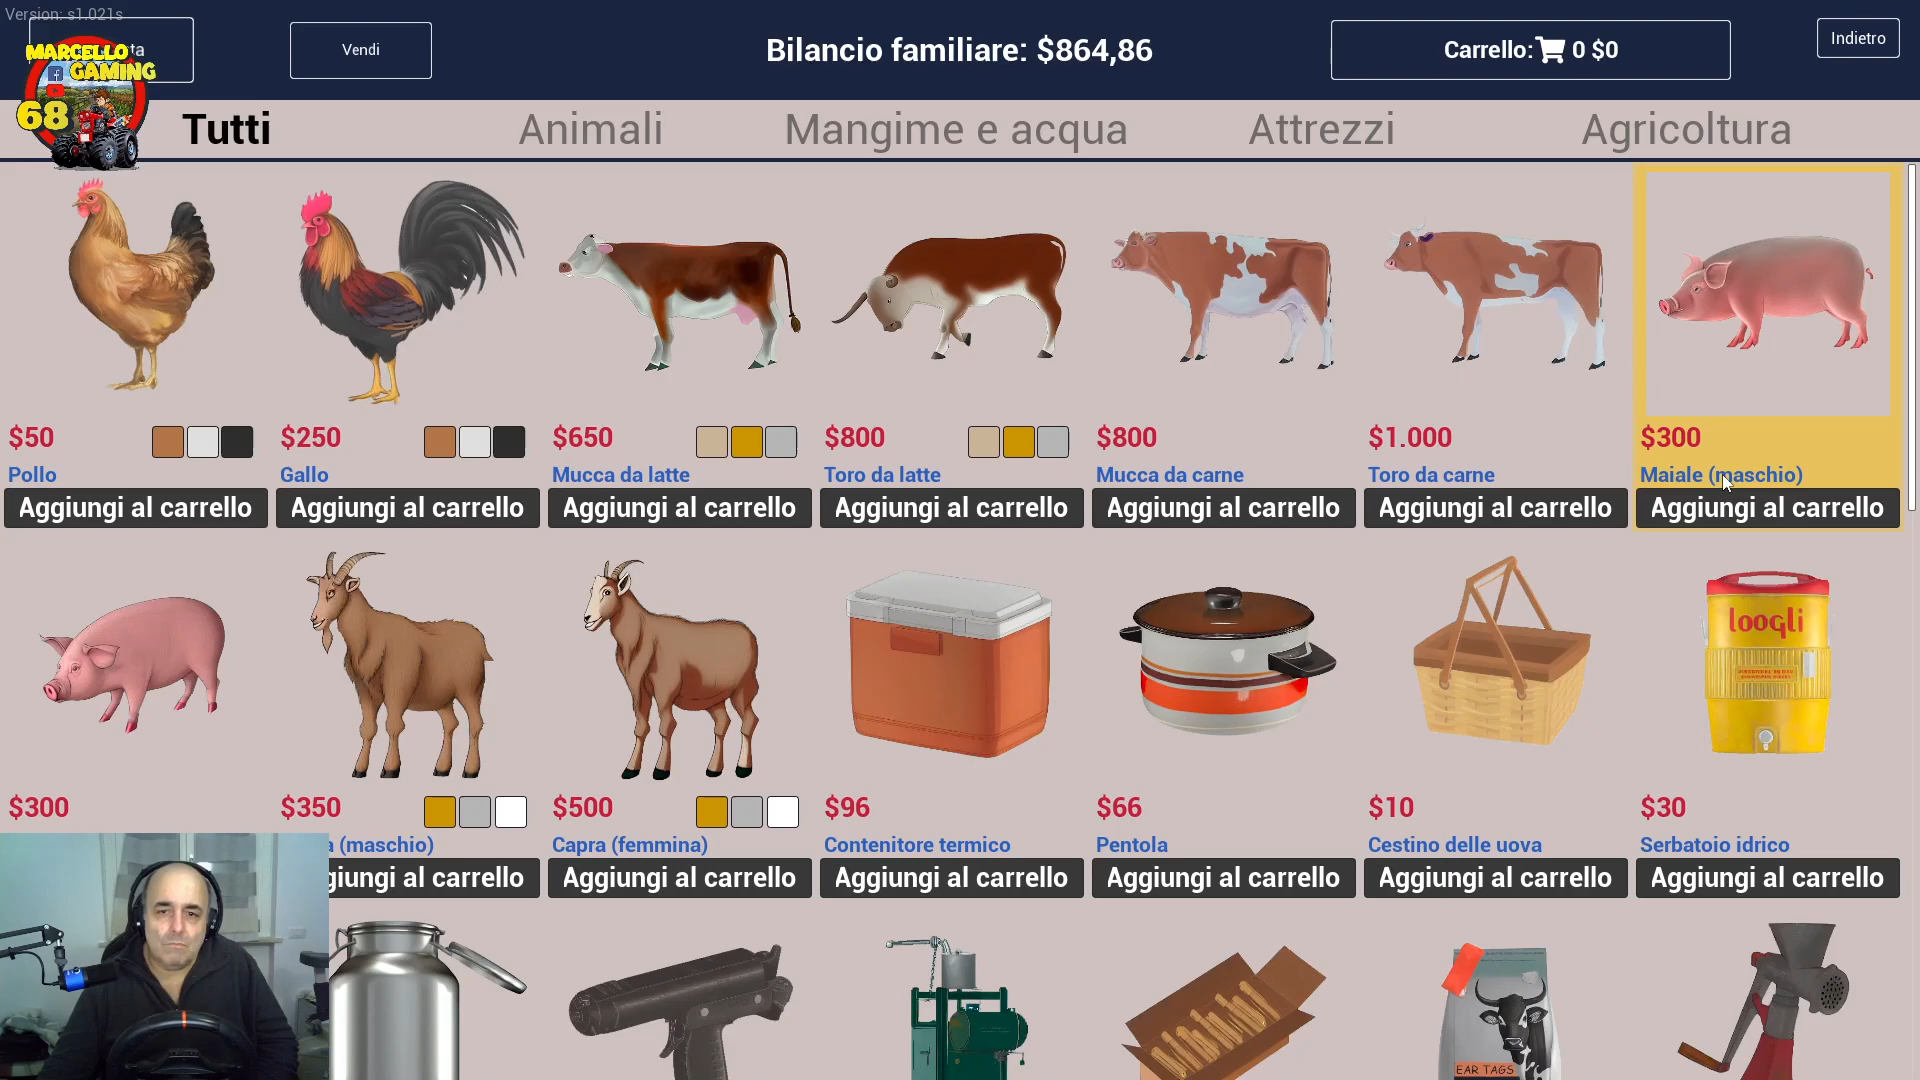 Version: s1.021s
Vendi
Bilancio familiare: $864,86
Carrello: 0 $0
Indietro
MARCELLO
GAMING
68
Tutti
Animali
Mangime e acqua
Attrezzi
Agricoltura
$50
$250
$650
$800
$800
$1.000
$300
Pollo
Gallo
Mucca da latte
Toro da latte
Mucca da carne
Toro da carne
Maiale (maschio)
Aggiungi al carrello
Aggiungi al carrello
Aggiungi al carrello
Aggiungi al carrello
Aggiungi al carrello
Aggiungi al carrello
Aggiungi al carrello
loogli
$300
$350
$500
$96
$66
$10
$30
(maschio)
Capra (femmina)
Contenitore termico
Pentola
Cestino delle uova
Serbatoio idrico
giungi al carrello
Aggiungi al carrello
Aggiungi al carrello
Aggiungi al carrello
Aggiungi al carrello
Aggiungi al carrello
EAR TAGS